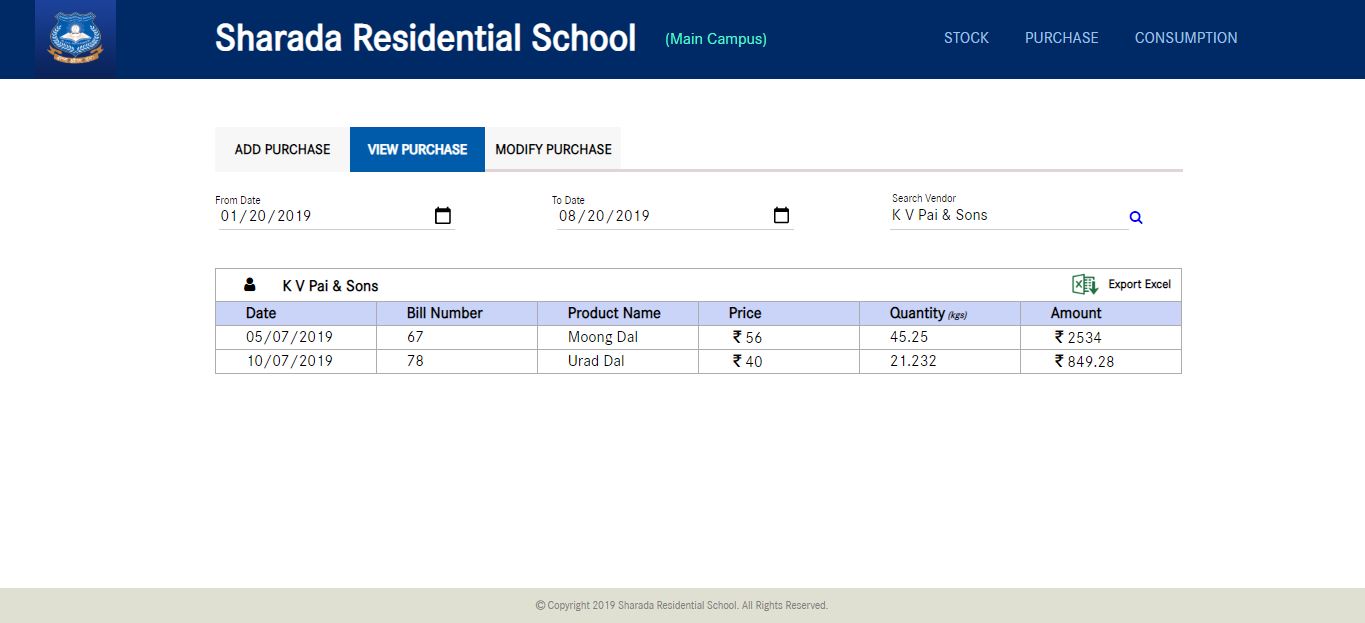 Sharada Residential School (Main Campus) STOCK PURCHASE CONSUMPTION
ADD PURCHASE VIEW PURCHASE MODIFY PURCHASE
From Date To Date Search Vendor
01/20/2019 08/20/2019 K V Pai & Sons
K V Pai & Sons Export Excel
Date Bill Number Product Name Price Quantity (kgs) Amount
05/07/2019 67 Moong Dal ₹ 56 45.25 ₹ 2534
10/07/2019 78 Urad Dal ₹ 40 21.232 ₹ 849.28
© Copyright 2019 Sharada Residential School. All Rights Reserved.